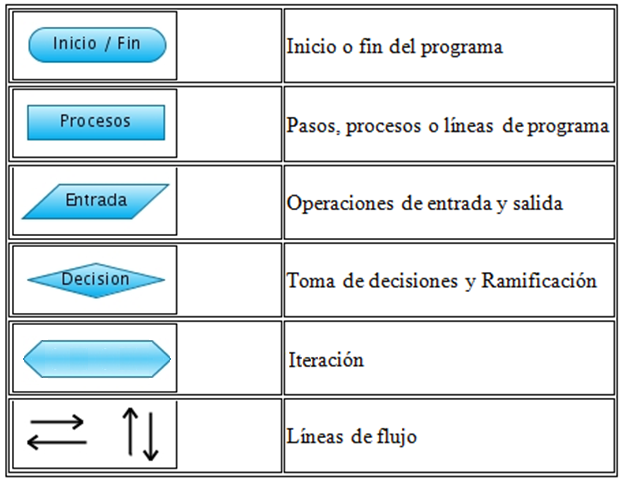 Inicio / Fin
Inicio o fin del programa
Procesos
Pasos, procesos o líneas de programa
Entrada
Operaciones de entrada y salida
Decision
Toma de decisiones y Ramificación
Iteración
Líneas de flujo